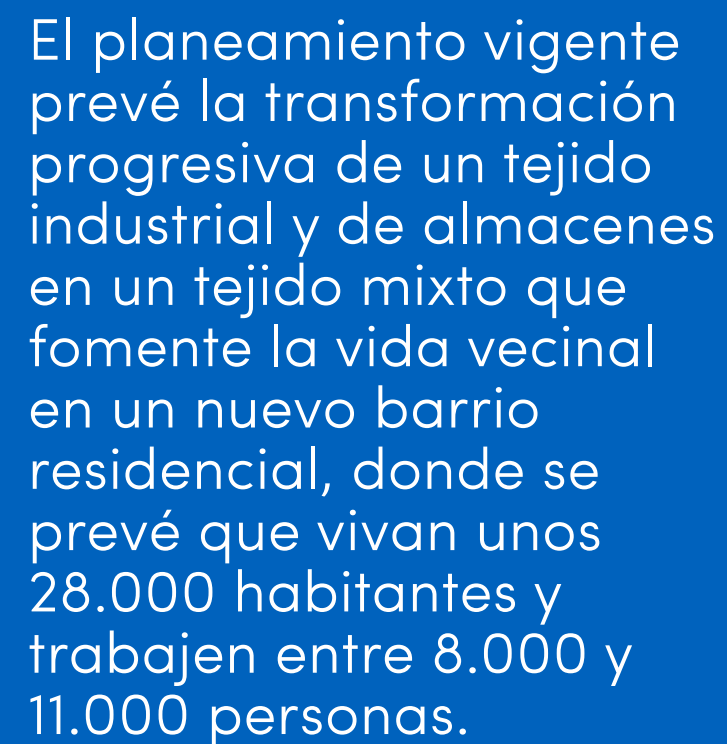 El planeamiento vigente
prevé la transformación
progresiva de un tejido
industrial y de almacenes
en un tejido mixto que
fomente la vida vecinal
en un nuevo barrio
residencial, donde se
prevé que vivan unos
28.000 habitantes y
trabajen entre 8.000 y
11.000 personas.